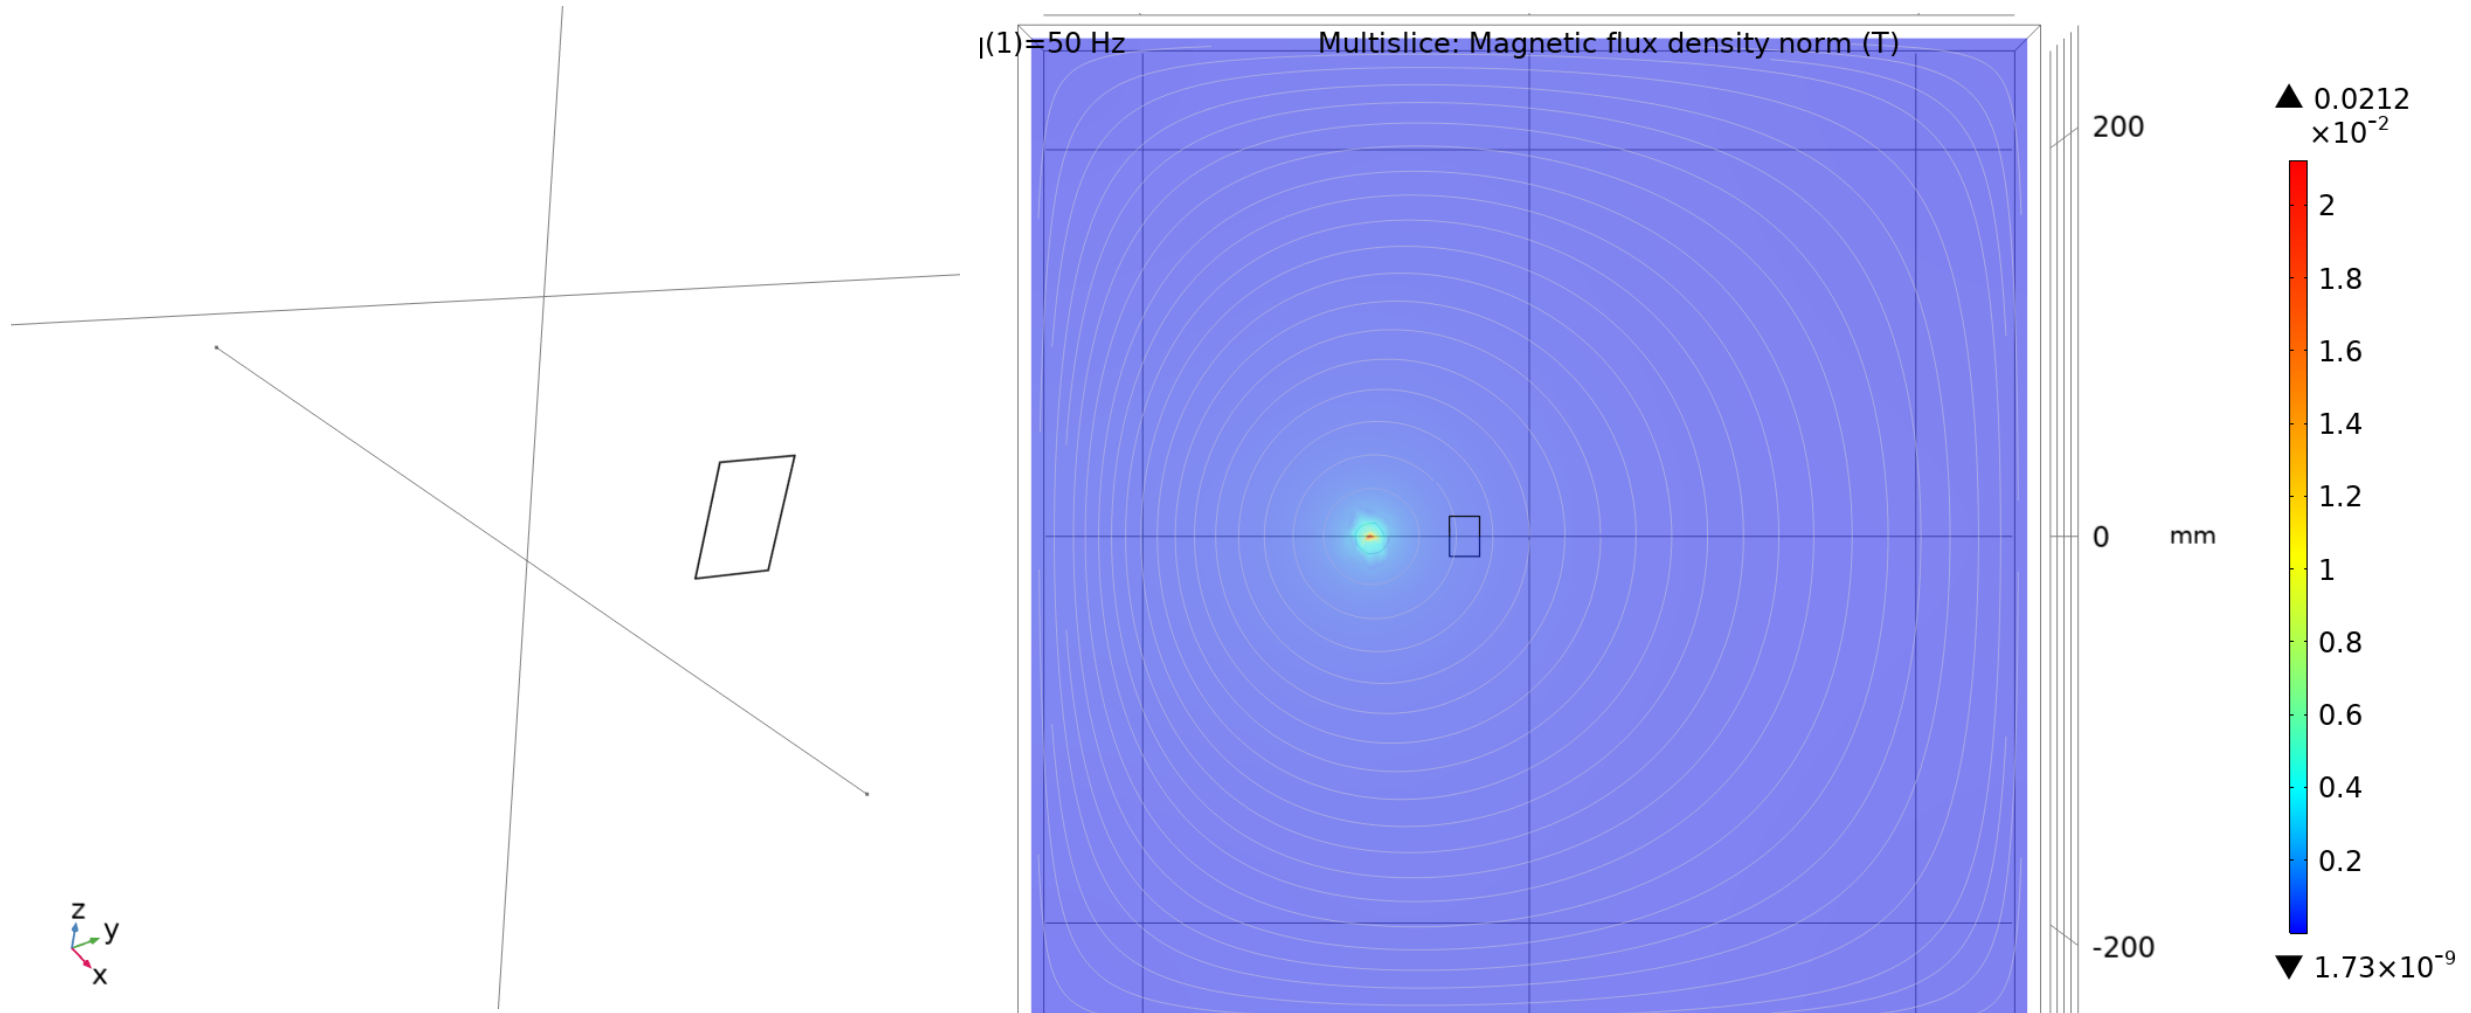 z
y
x
(1)=50 Hz
Multislice: Magnetic flux density norm (T)
200
0
-200
mm
▲ 0.0212
×10⁻²
2
1.8
1.6
1.4
1.2
1
0.8
0.6
0.4
0.2
▼ 1.73×10⁻⁹